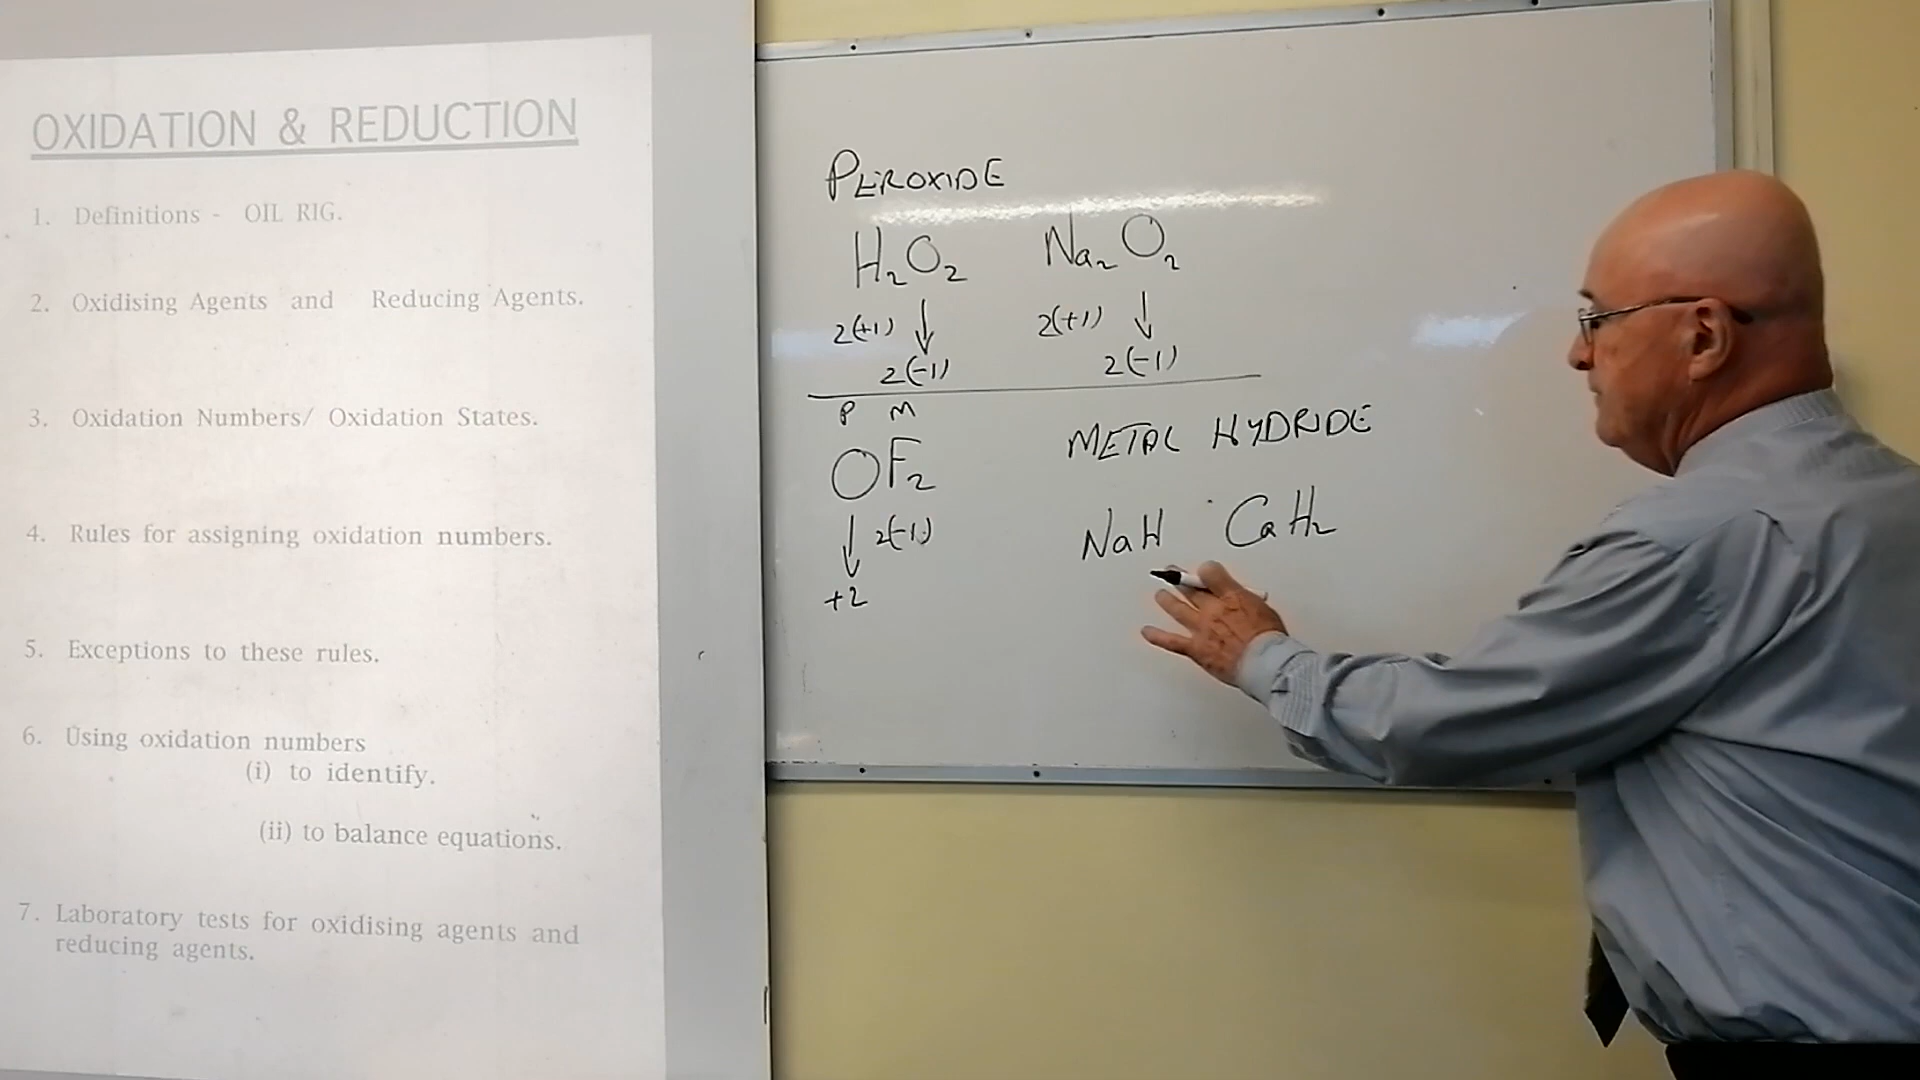 OXIDATION & REDUCTION
1. Definitions - OIL RIG.
2. Oxidising Agents and Reducing Agents.
3. Oxidation Numbers/ Oxidation States.
4. Rules for assigning oxidation numbers.
5. Exceptions to these rules.
6. Using oxidation numbers
(i) to identify.
(ii) to balance equations.
7. Laboratory tests for oxidising agents and
reducing agents.
PEROXIDE
H₂O₂ Na₂O₂
2(+1) ↓ 2(+1) ↓
2(-1) 2(-1)
P M
OF₂
↓ 2(-1)
+2
METAL HYDRIDE
NaH CaH₂